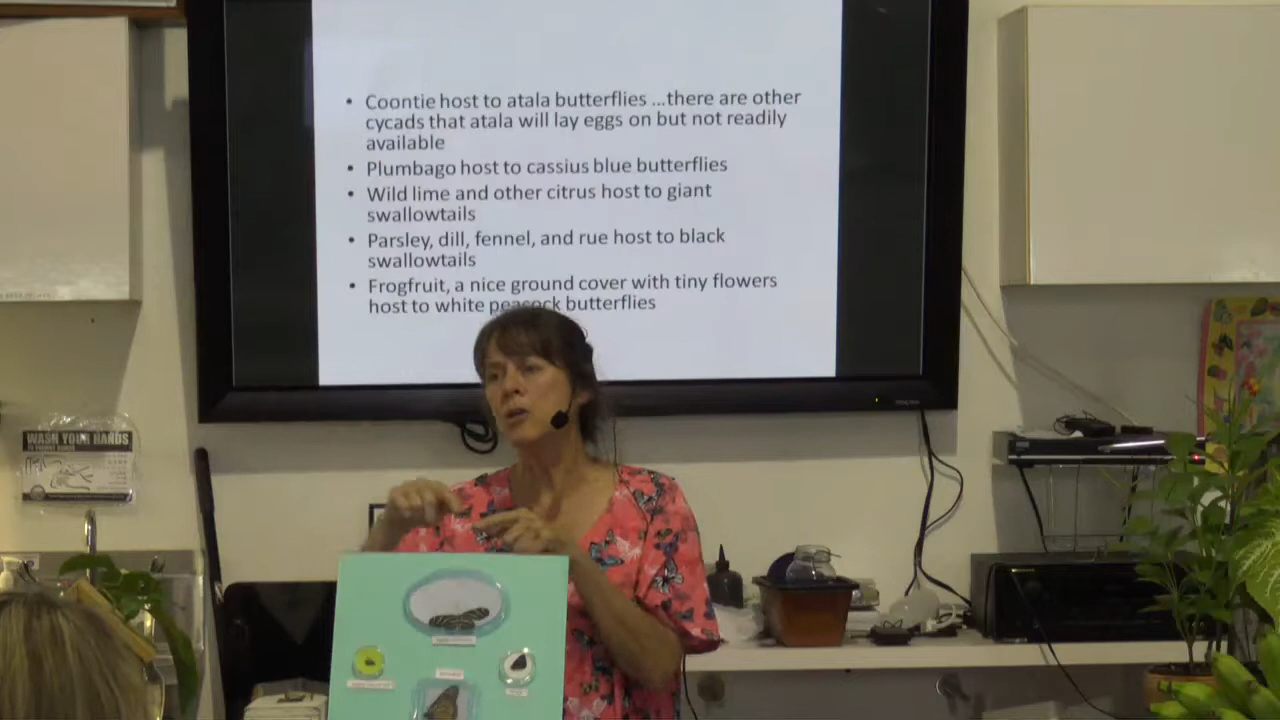 • Coontie host to atala butterflies ...there are other
cycads that atala will lay eggs on but not readily
available
• Plumbago host to cassius blue butterflies
• Wild lime and other citrus host to giant
swallowtails
• Parsley, dill, fennel, and rue host to black
swallowtails
• Frogfruit, a nice ground cover with tiny flowers
host to white peacock butterflies
WASH YOUR HANDS